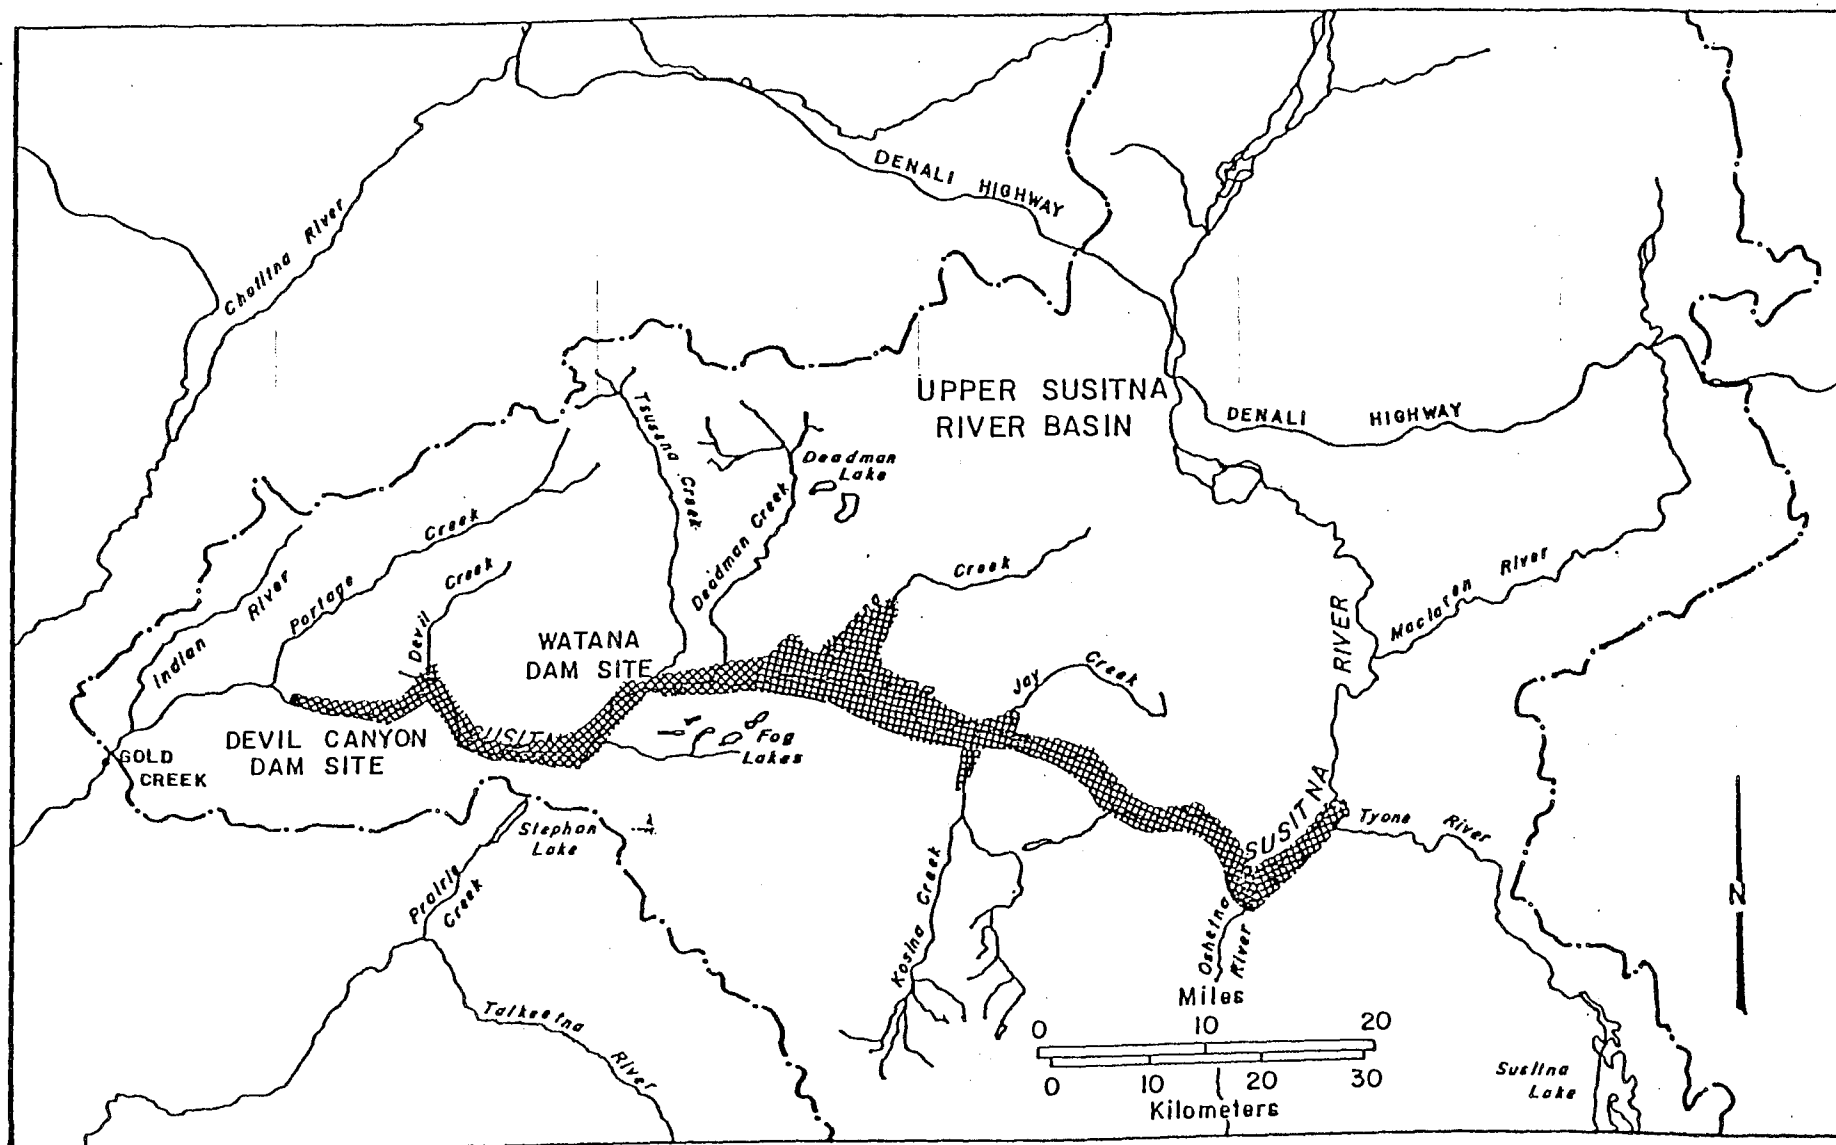 DENALI HIGHWAY
Chulitna River
UPPER SUSITNA
RIVER BASIN
DENALI HIGHWAY
Tsusena Creek
Deadman
Lake
Deadman Creek
Portage Creek
Devil Creek
Indian River
Creek
WATANA
DAM SITE
Maclaren River
RIVER
Jay Creek
DEVIL CANYON
DAM SITE
GOLD
CREEK
Fog
Lakes
SUSITNA
Tyone River
Stephan
Lake
Prairie
Creek
Kosina Creek
Oshetna
River
N
Talkeetna River
Miles
0 10 20
0 10 20 30
Kilometers
Susitna
Lake